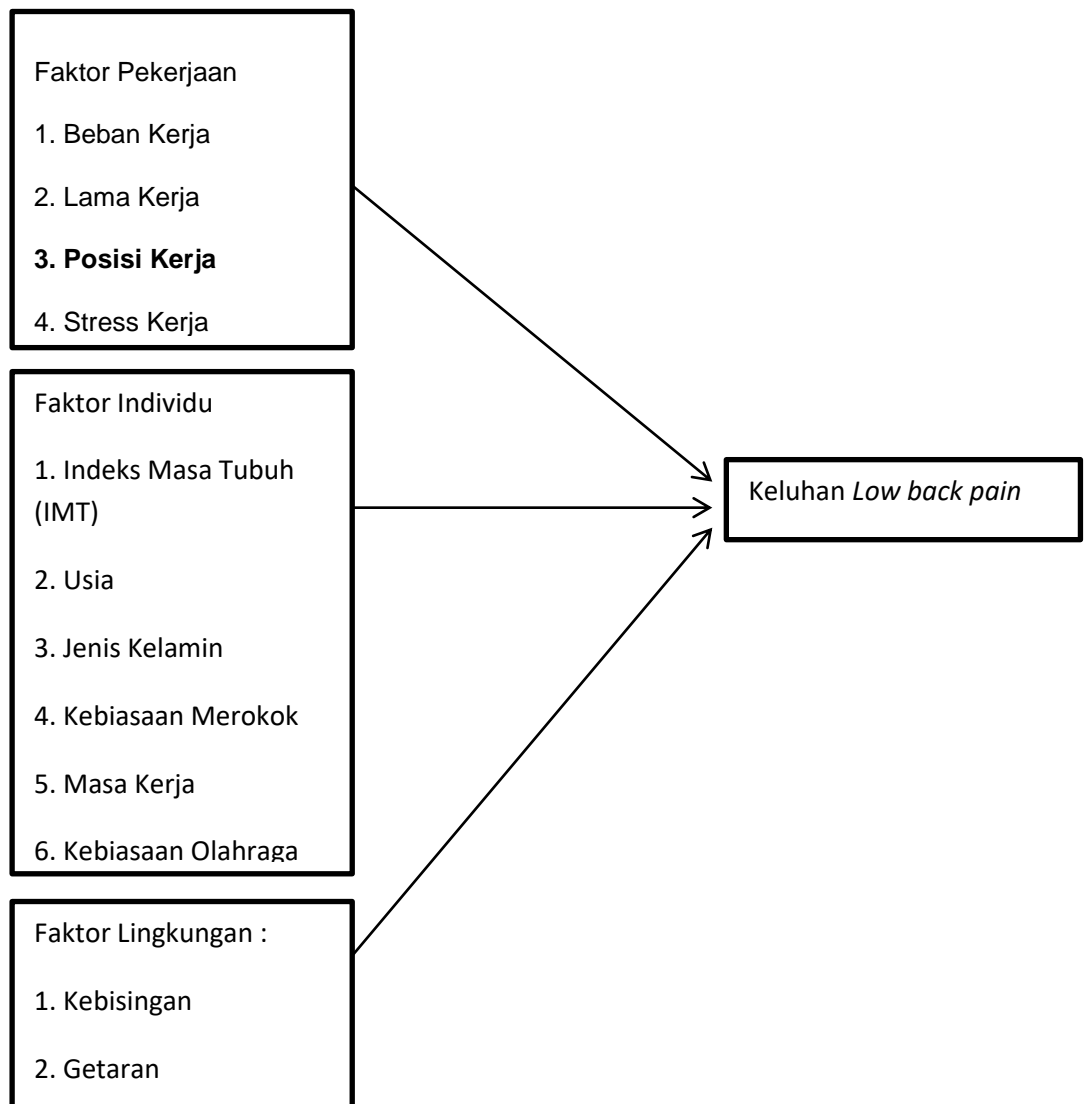 Faktor Pekerjaan
1. Beban Kerja
2. Lama Kerja
3. Posisi Kerja
4. Stress Kerja
Faktor Individu
1. Indeks Masa Tubuh
(IMT)
2. Usia
3. Jenis Kelamin
4. Kebiasaan Merokok
5. Masa Kerja
6. Kebiasaan Olahraga
Faktor Lingkungan :
1. Kebisingan
2. Getaran
Keluhan Low back pain